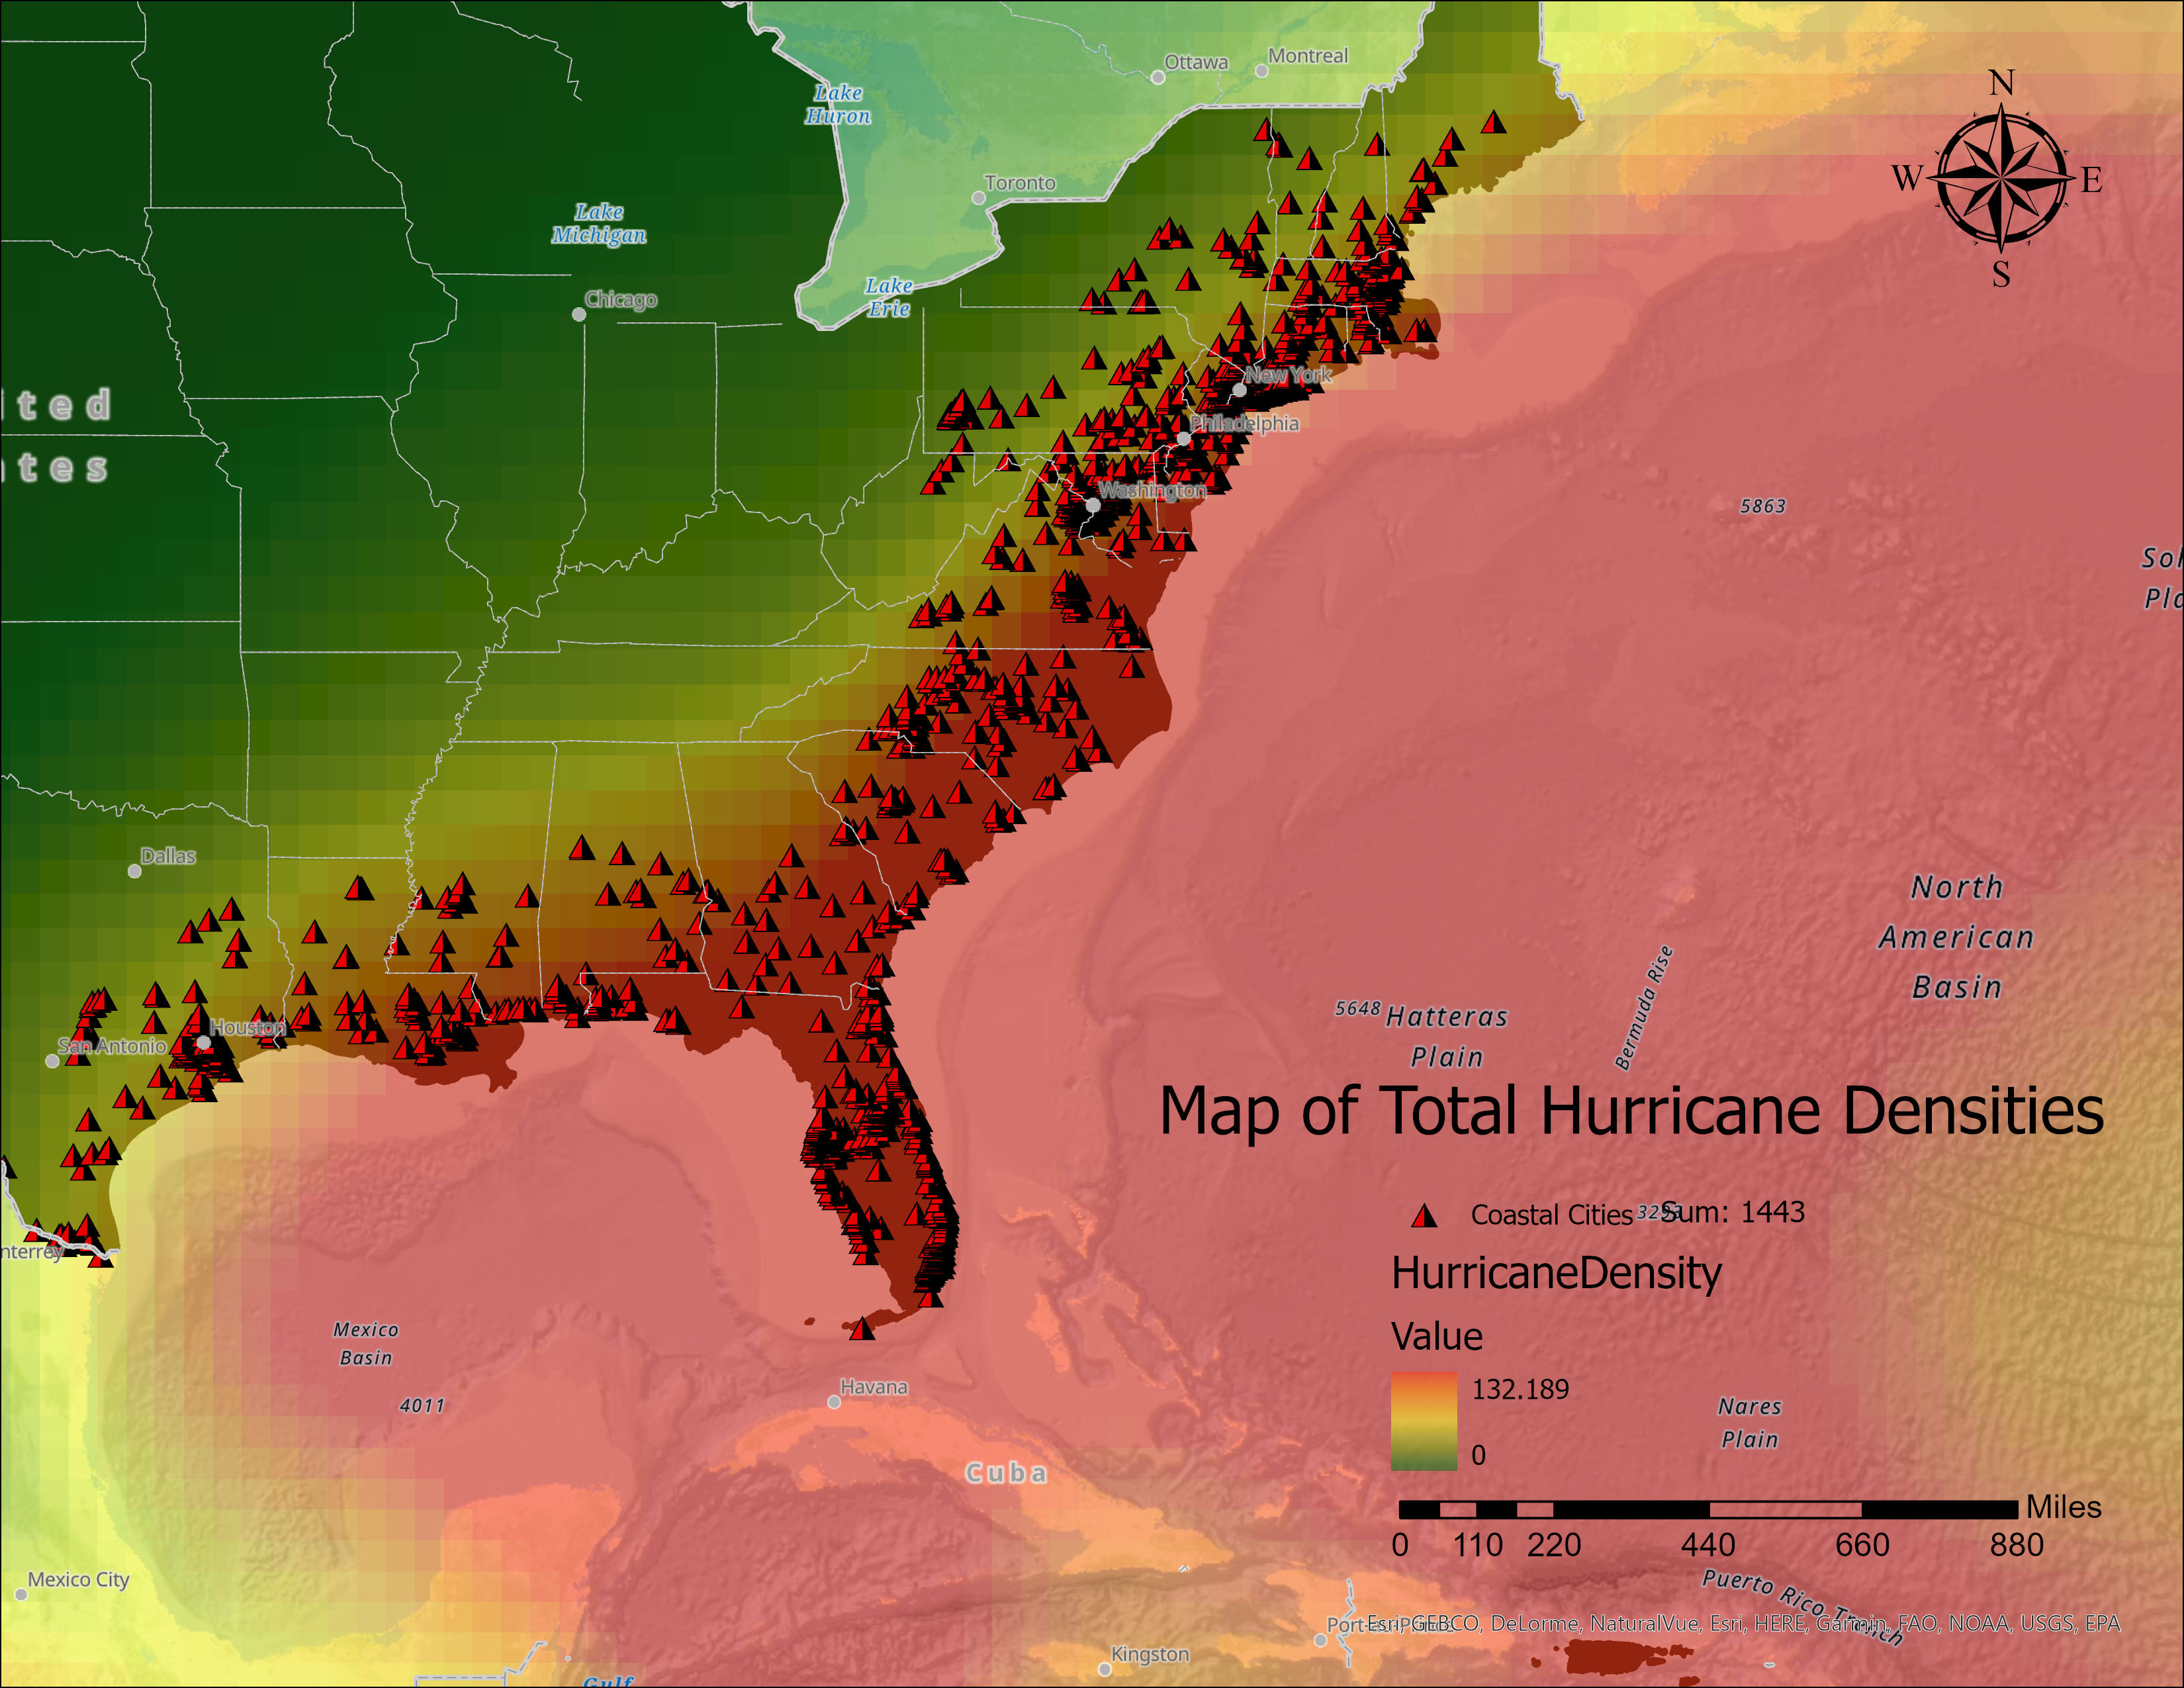 Ottawa
Montreal
Lake
Huron
N
W
E
S
Toronto
Lake
Michigan
Lake
Erie
Chicago
ited
ates
New York
Philadelphia
Washington
5863
Dallas
North
American
Basin
Bermuda Rise
5648
Hatteras
Plain
Houston
San Antonio
Map of Total Hurricane Densities
Coastal Cities
Sum: 1443
HurricaneDensity
nterrey
Value
Mexico
Basin
132.189
4011
0
Havana
Nares
Plain
Cuba
Miles
0 110 220 440 660 880
Mexico City
Puerto Rico Trench
Esri, GEBCO, DeLorme, NaturalVue, Esri, HERE, Garmin, FAO, NOAA, USGS, EPA
Kingston
Gulf